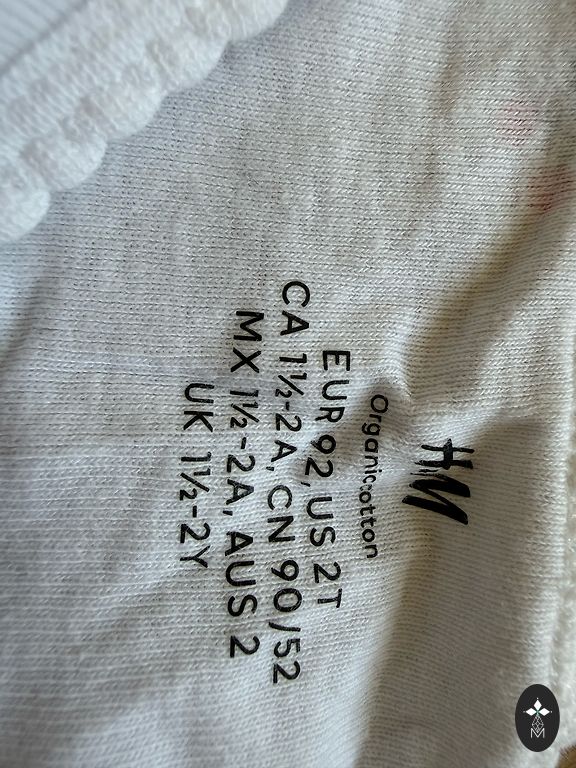 H&M
Organic cotton
EUR 92, US 2T
CA 1½-2A, CN 90/52
MX 1½-2A, AUS 2
UK 1½-2Y
M